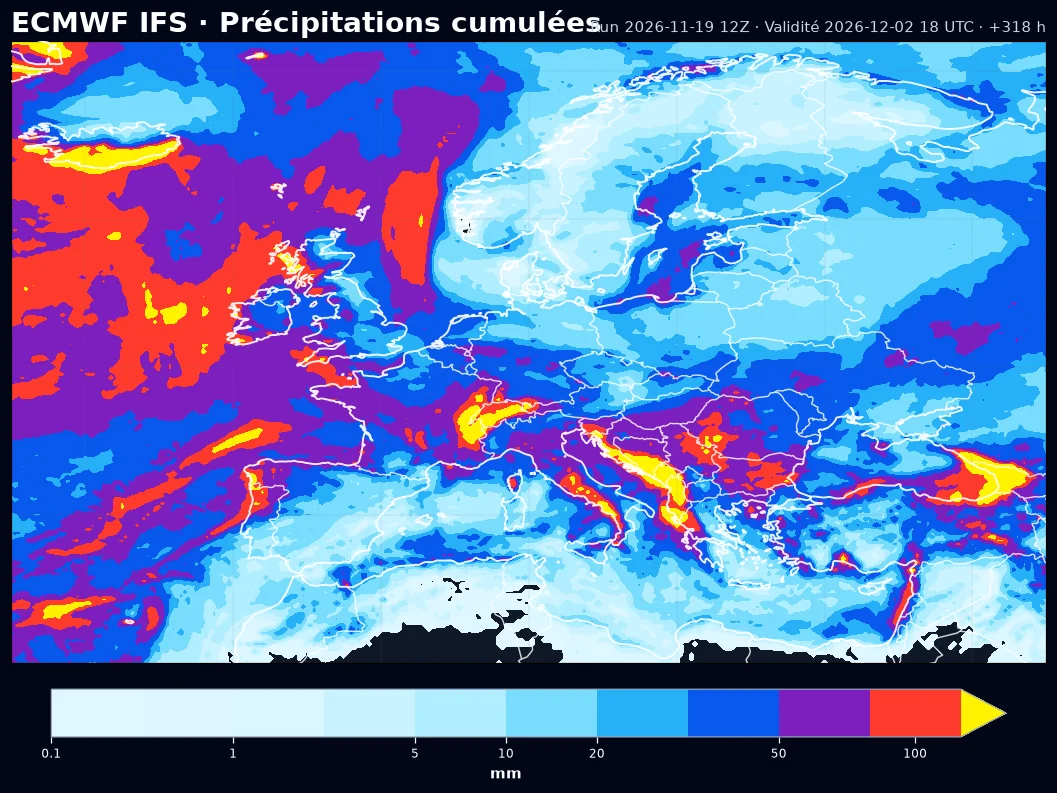 ECMWF IFS · Précipitations cumulées
Run 2026-11-19 12Z · Validité 2026-12-02 18 UTC · +318 h
0.1 1 5 10 20 50 100
mm